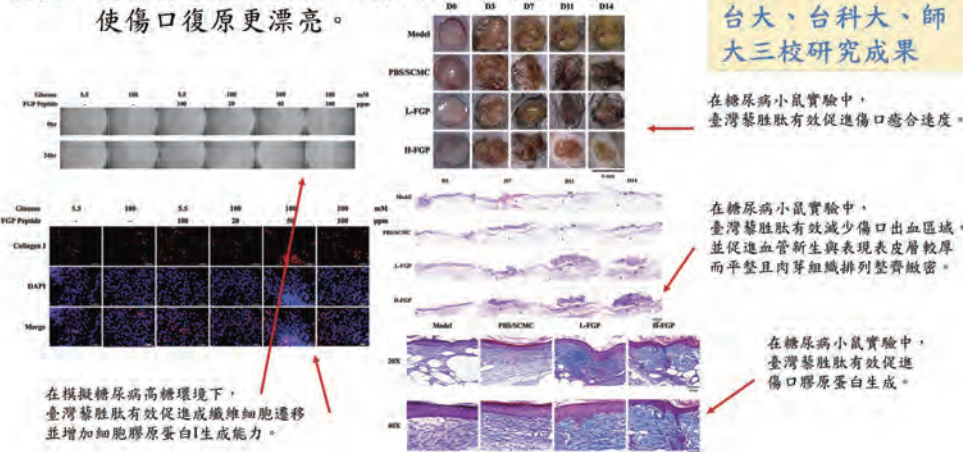 使傷口復原更漂亮。
台大、台科大、師
大三校研究成果
D0 D3 D7 D11 D14
Model
PBS/SCMC
L-FGP
H-FGP
4 mm
在糖尿病小鼠實驗中，
臺灣藜胜肽有效促進傷口癒合速度。
Glucose 5.5 100 100 100 100 100 mM
FGP Peptide - - 100 20 100 ppm
0hr
24hr
Glucose 5.5 100 100 100 100 100 mM
FGP Peptide - - 100 20 50 100 ppm
Collagen I
DAPI
Merge
D3 D7 D11 D14
Model
PBS/SCMC
L-FGP
H-FGP
在糖尿病小鼠實驗中，
臺灣藜胜肽有效減少傷口出血區域，
並促進血管新生與表現表皮層較厚
而平整且肉芽組織排列整齊緻密。
Model PBS/SCMC L-FGP H-FGP
20X
40X
在糖尿病小鼠實驗中，
臺灣藜胜肽有效促進
傷口膠原蛋白生成。
在模擬糖尿病高糖環境下，
臺灣藜胜肽有效促進成纖維細胞遷移
並增加細胞膠原蛋白I生成能力。